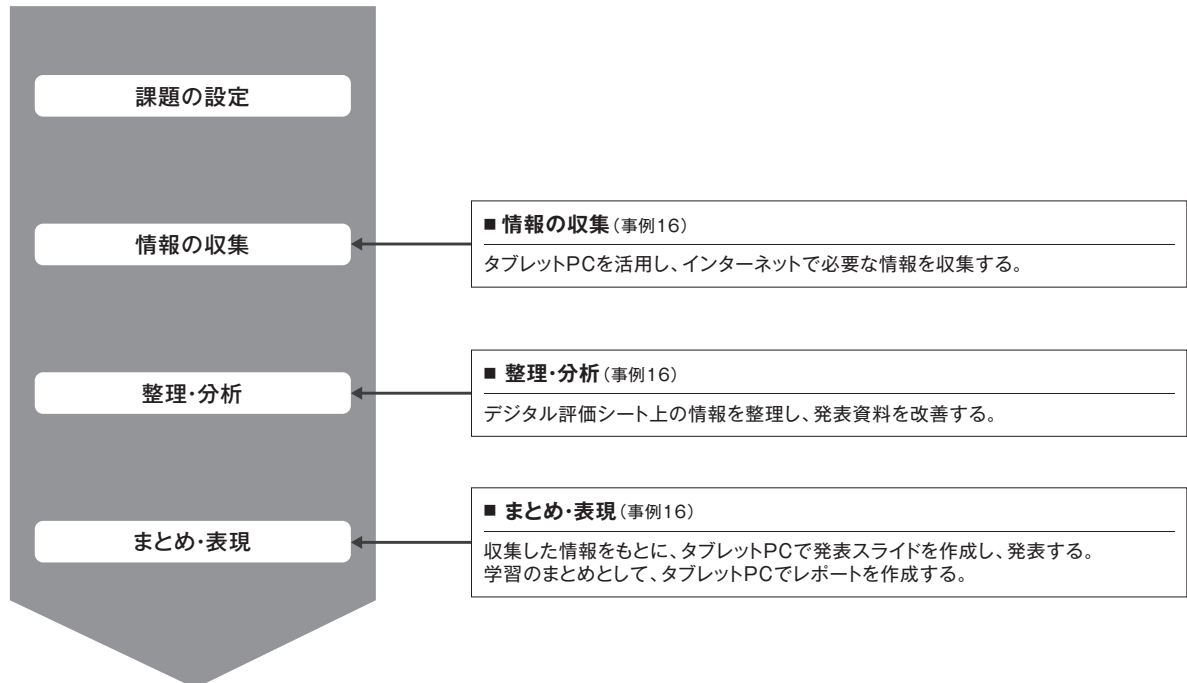 課題の設定
情報の収集
■ 情報の収集(事例16)
タブレットPCを活用し、インターネットで必要な情報を収集する。
整理・分析
■ 整理・分析(事例16)
デジタル評価シート上の情報を整理し、発表資料を改善する。
まとめ・表現
■ まとめ・表現(事例16)
収集した情報をもとに、タブレットPCで発表スライドを作成し、発表する。
学習のまとめとして、タブレットPCでレポートを作成する。